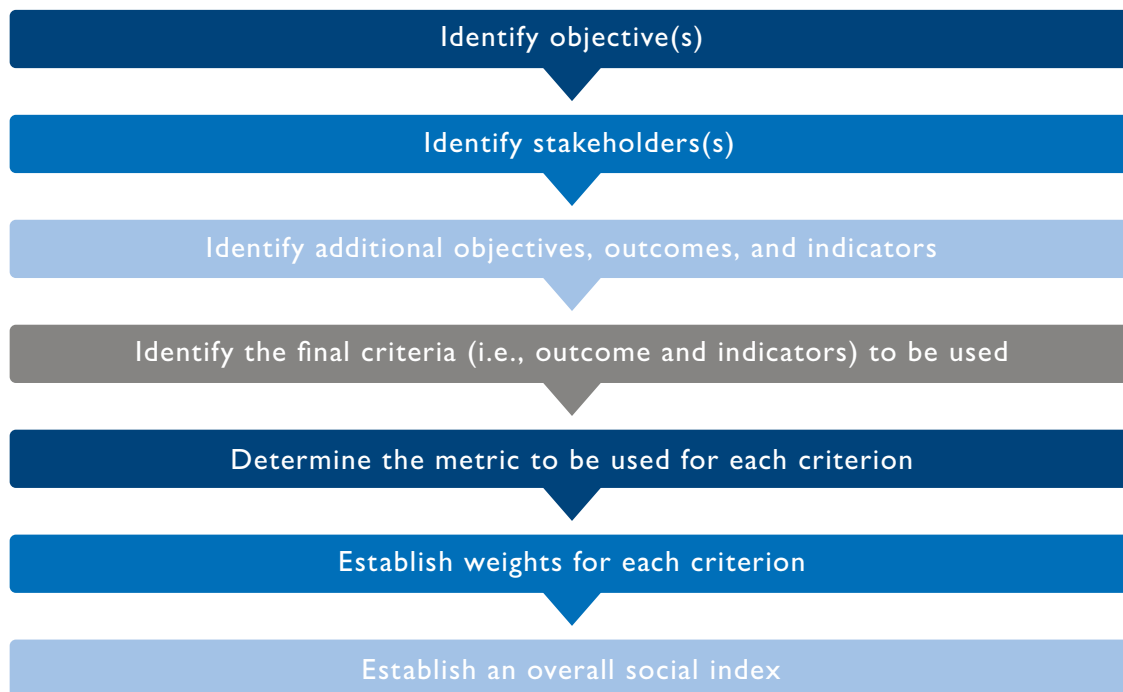 Identify objective(s)
Identify stakeholders(s)
Identify additional objectives, outcomes, and indicators
Identify the final criteria (i.e., outcome and indicators) to be used
Determine the metric to be used for each criterion
Establish weights for each criterion
Establish an overall social index